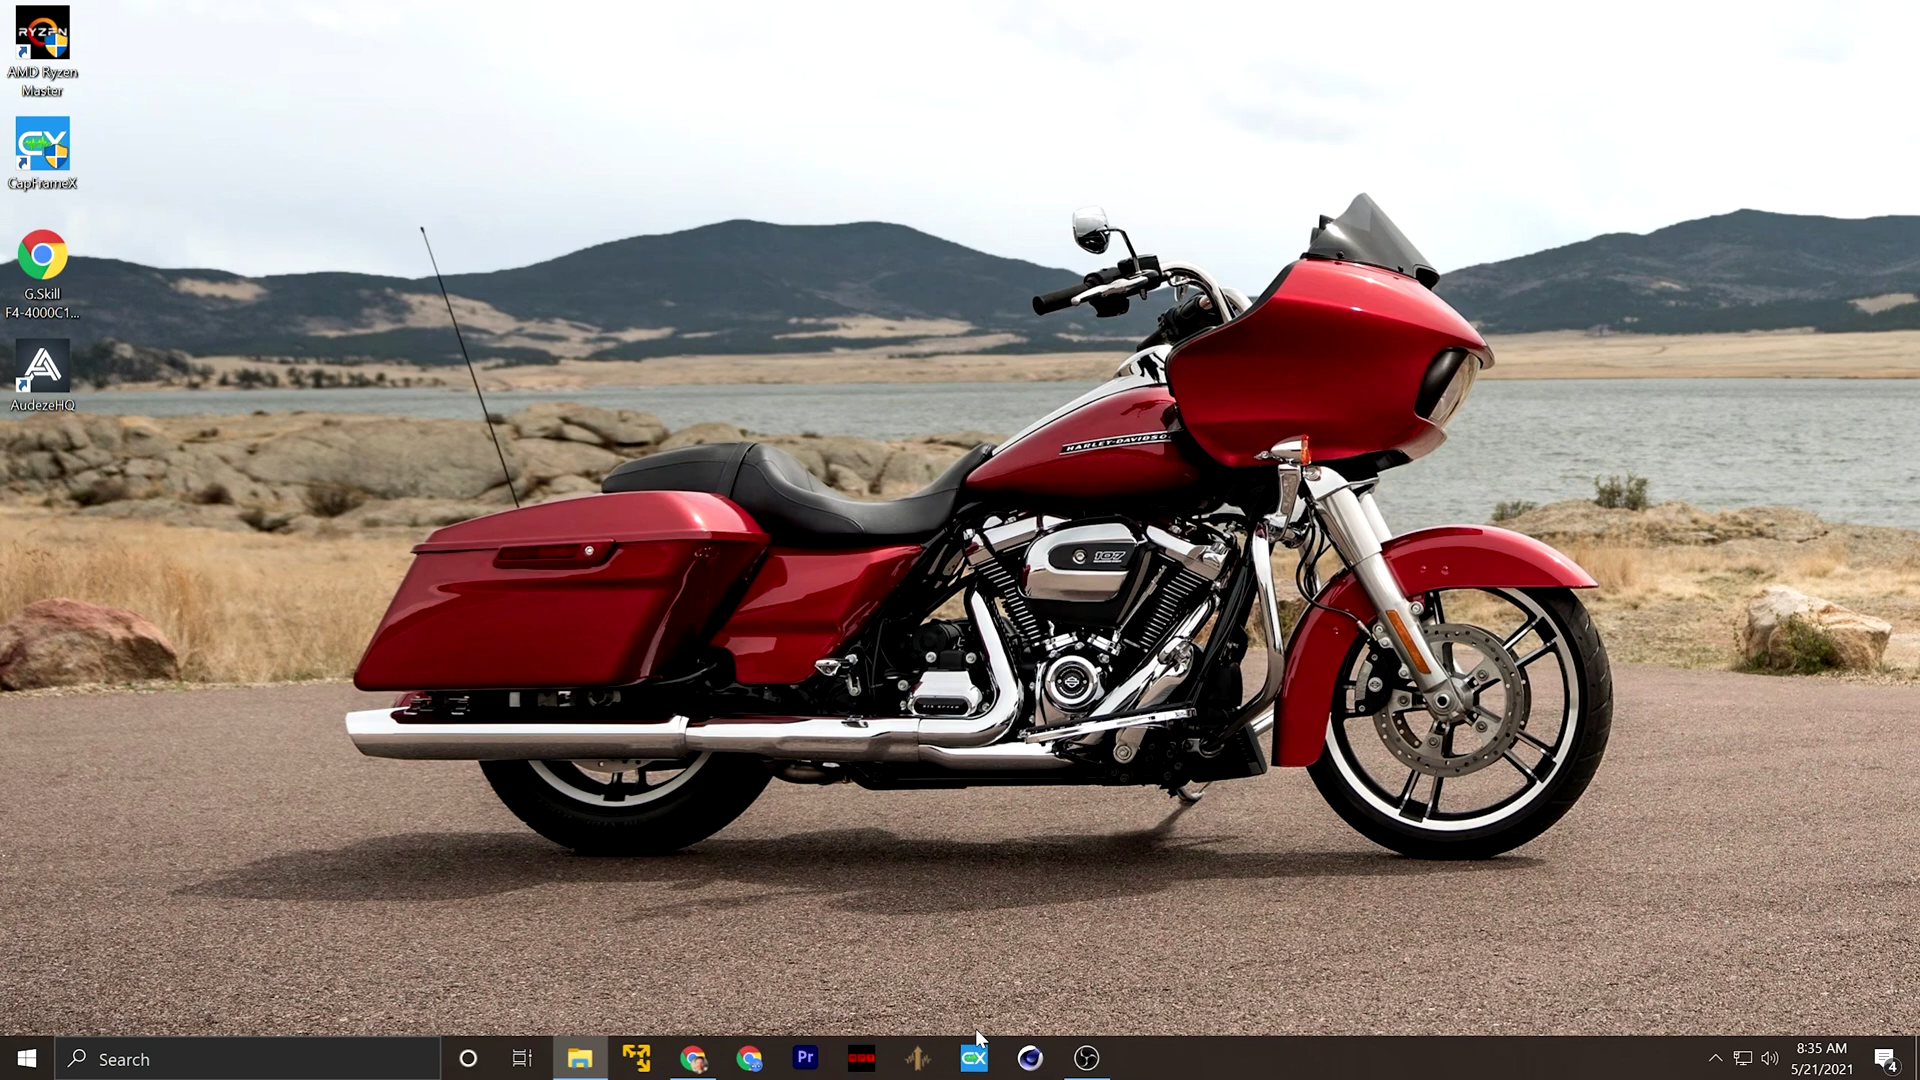 RYZEN
AMD Ryzen
Master
CX
CapFrameX
G.Skill
F4-4000C1...
AudezeHQ
HARLEY-DAVIDSON
107
Search
Pr
CX
8:35 AM
5/21/2021
4